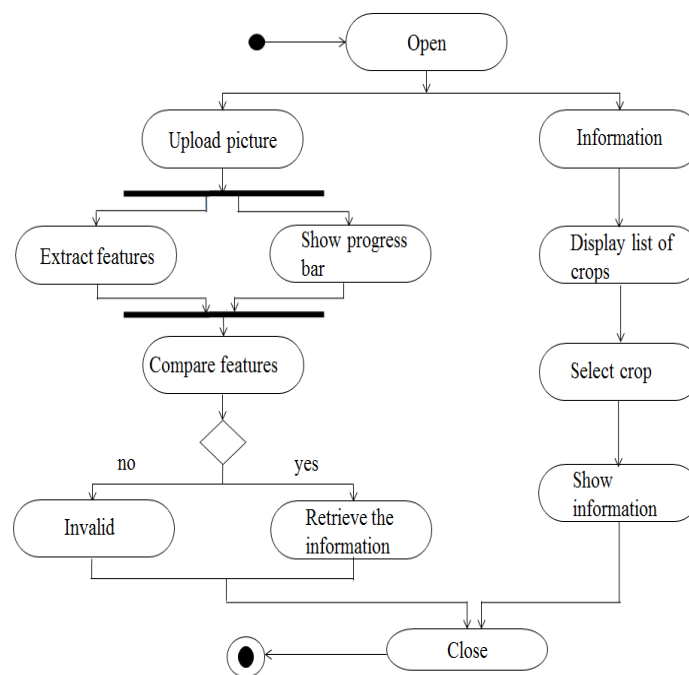 Open
Upload picture
Information
Extract features
Show progress
bar
Display list of
crops
Compare features
Select crop
no
yes
Invalid
Retrieve the
information
Show
information
Close